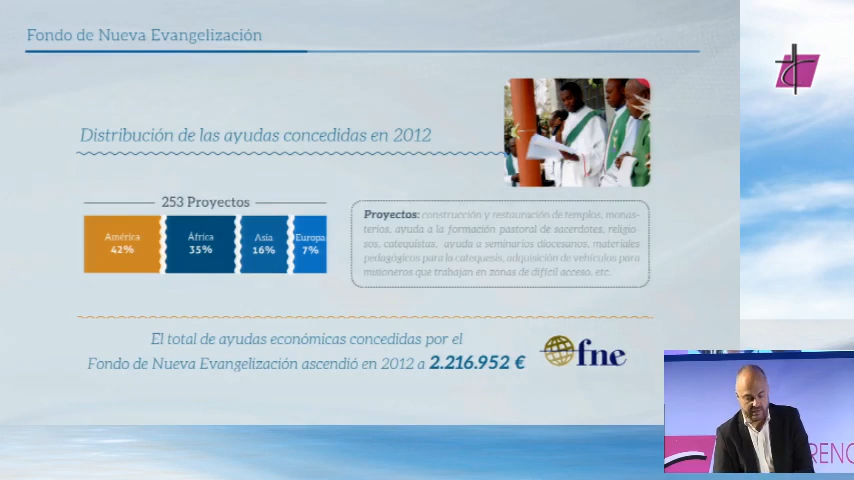 Fondo de Nueva Evangelización
Distribución de las ayudas concedidas en 2012
253 Proyectos
América
42%
África
35%
Asia
16%
Europa
7%
Proyectos: construcción y restauración de templos, monas-
terios, ayuda a la formación pastoral de sacerdotes, religio
sos, catequistas, ayuda a seminarios diocesanos, materiales
pedagógicos para la catequesis, adquisición de vehículos para
misioneros que trabajan en zonas de difícil acceso, etc.
El total de ayudas económicas concedidas por el
Fondo de Nueva Evangelización ascendió en 2012 a 2.216.952 €
fne
RENC